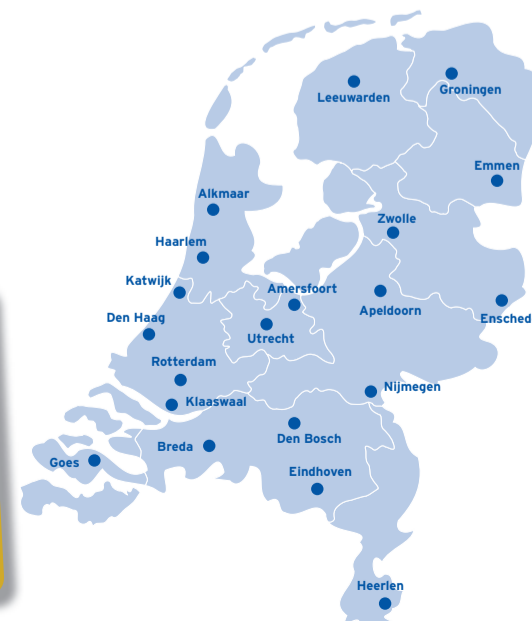 Groningen
Leeuwarden
Emmen
Alkmaar
Zwolle
Haarlem
Katwijk
Amersfoort
Apeldoorn
Ensched
Den Haag
Utrecht
Rotterdam
Nijmegen
Klaaswaal
Den Bosch
Breda
Goes
Eindhoven
Heerlen